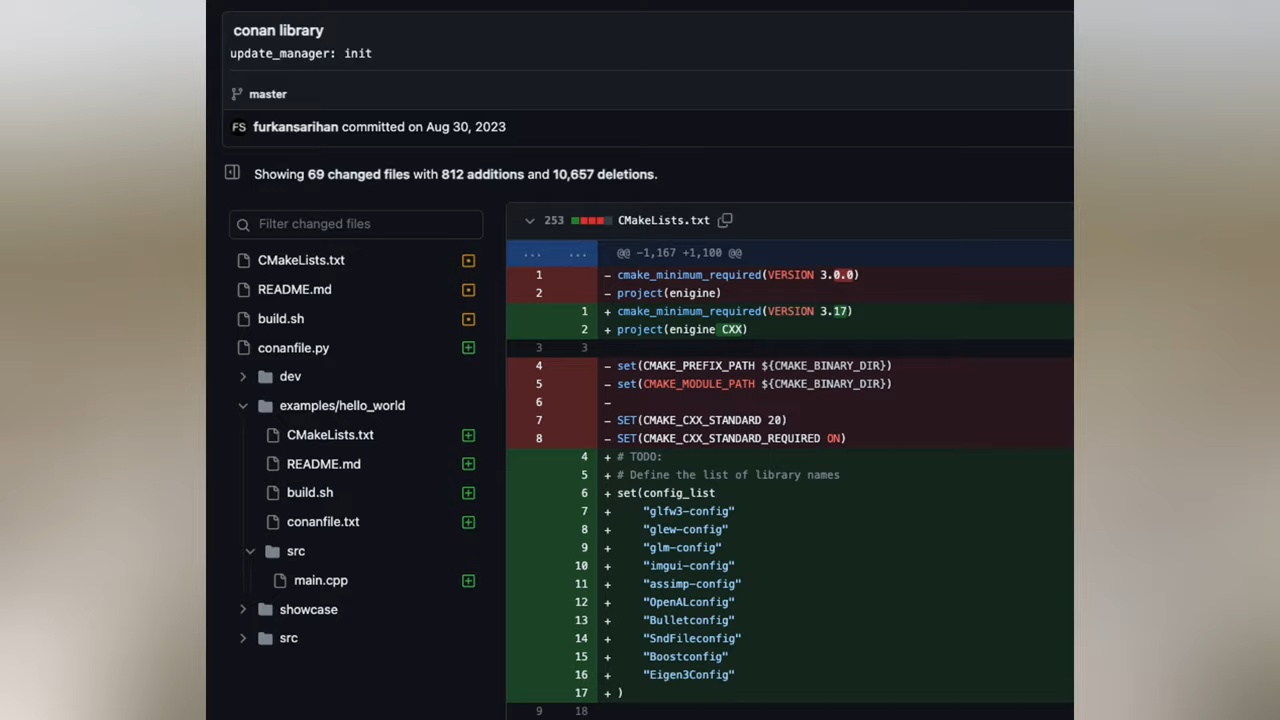 conan library
update_manager: init
master
FS furkansarihan committed on Aug 30, 2023
Showing 69 changed files with 812 additions and 10,657 deletions.
Filter changed files
CMakeLists.txt
README.md
build.sh
conanfile.py
dev
examples/hello_world
CMakeLists.txt
README.md
build.sh
conanfile.txt
src
main.cpp
showcase
src
253 CMakeLists.txt
... ... @@ -1,167 +1,100 @@
1 - cmake_minimum_required(VERSION 3.0.0)
2 - project(enigine)
1 + cmake_minimum_required(VERSION 3.17)
2 + project(enigine CXX)
3 3
4 - set(CMAKE_PREFIX_PATH ${CMAKE_BINARY_DIR})
5 - set(CMAKE_MODULE_PATH ${CMAKE_BINARY_DIR})
6 -
7 - SET(CMAKE_CXX_STANDARD 20)
8 - SET(CMAKE_CXX_STANDARD_REQUIRED ON)
4 + # TODO:
5 + # Define the list of library names
6 + set(config_list
7 + "glfw3-config"
8 + "glew-config"
9 + "glm-config"
10 + "imgui-config"
11 + "assimp-config"
12 + "OpenALconfig"
13 + "Bulletconfig"
14 + "SndFileconfig"
15 + "Boostconfig"
16 + "Eigen3Config"
17 + )
9 18